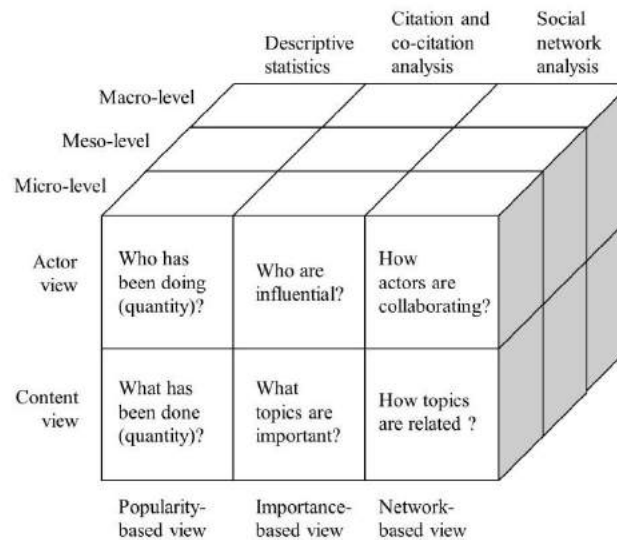 Descriptive
statistics
Citation and
co-citation
analysis
Social
network
analysis
Macro-level
Meso-level
Micro-level
Actor
view
Who has
been doing
(quantity)?
Who are
influential?
How
actors are
collaborating?
Content
view
What has
been done
(quantity)?
What
topics are
important?
How topics
are related ?
Popularity-
based view
Importance-
based view
Network-
based view